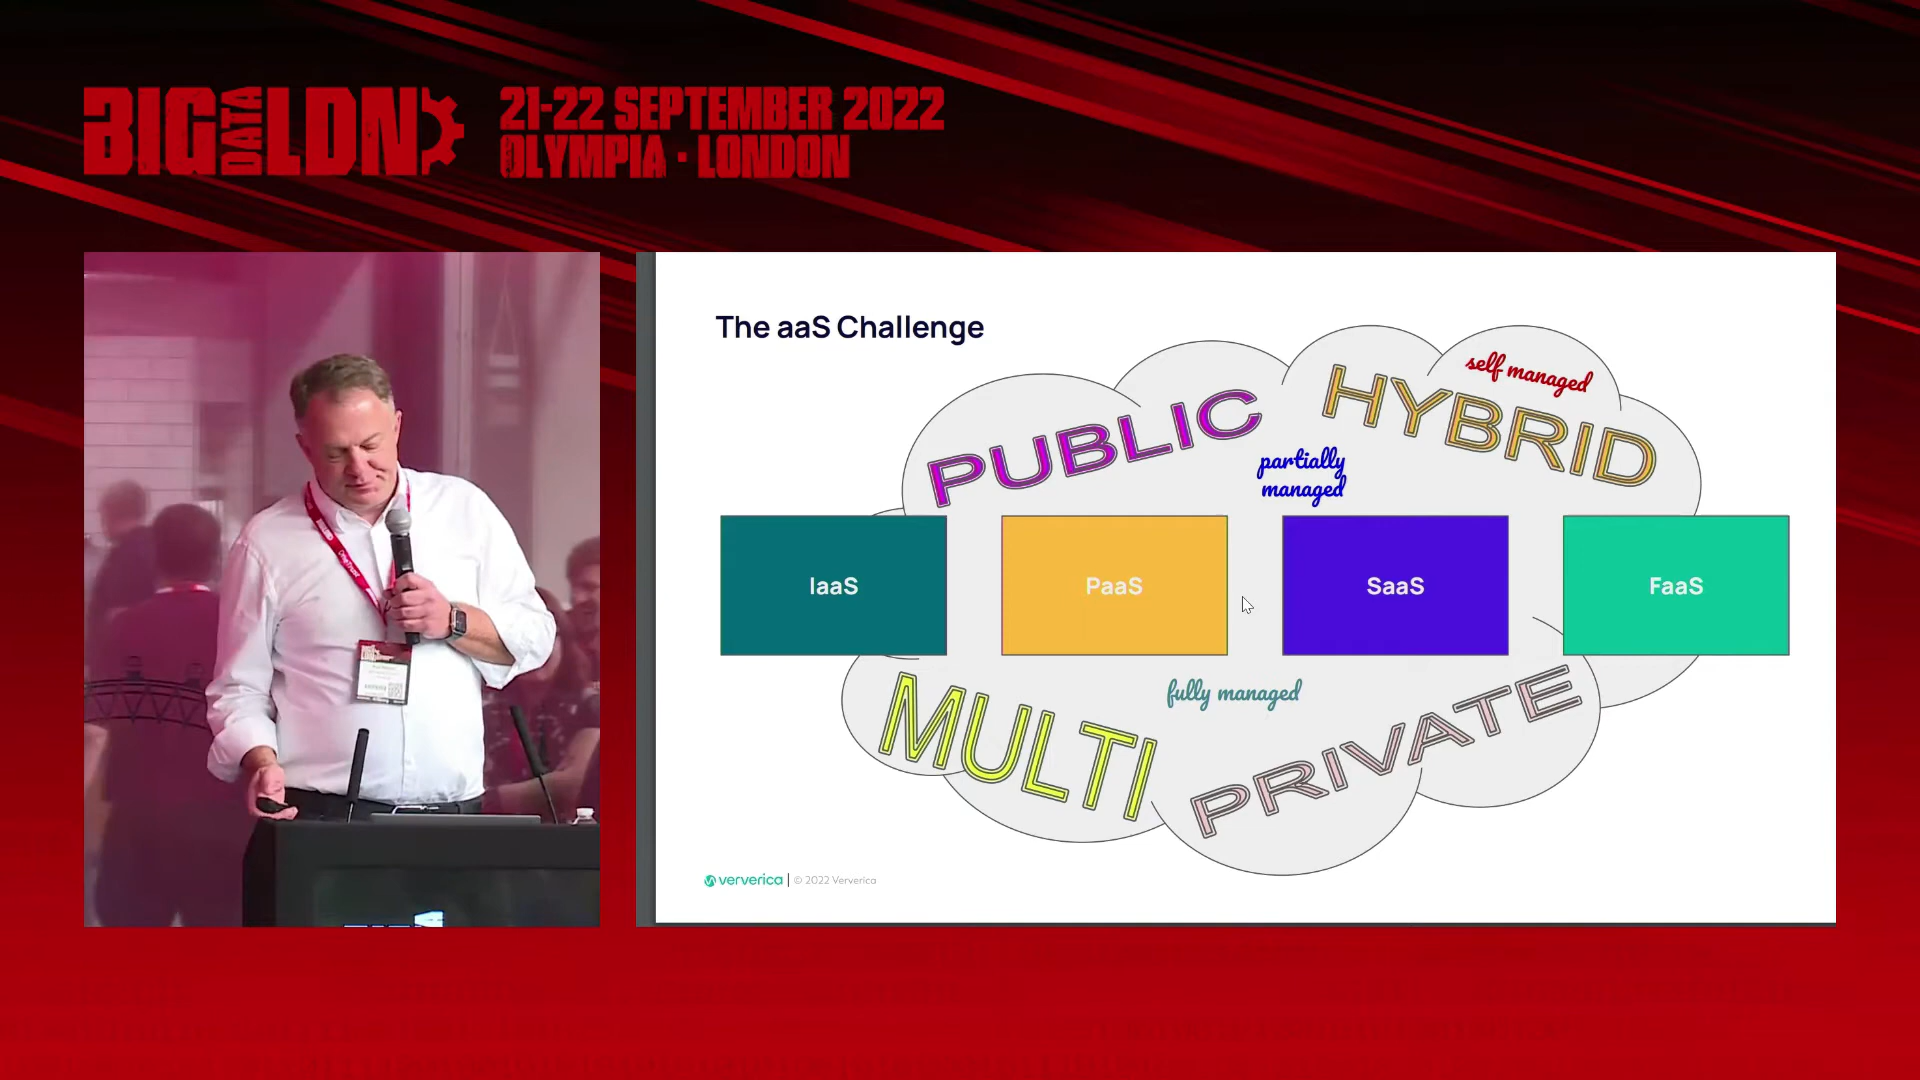 BIG DATA LDN
21-22 SEPTEMBER 2022
OLYMPIA · LONDON
The aaS Challenge
self managed
HYBRID
PUBLIC
partially
managed
IaaS
PaaS
SaaS
FaaS
fully managed
MULTI
PRIVATE
ververica | © 2022 Ververica